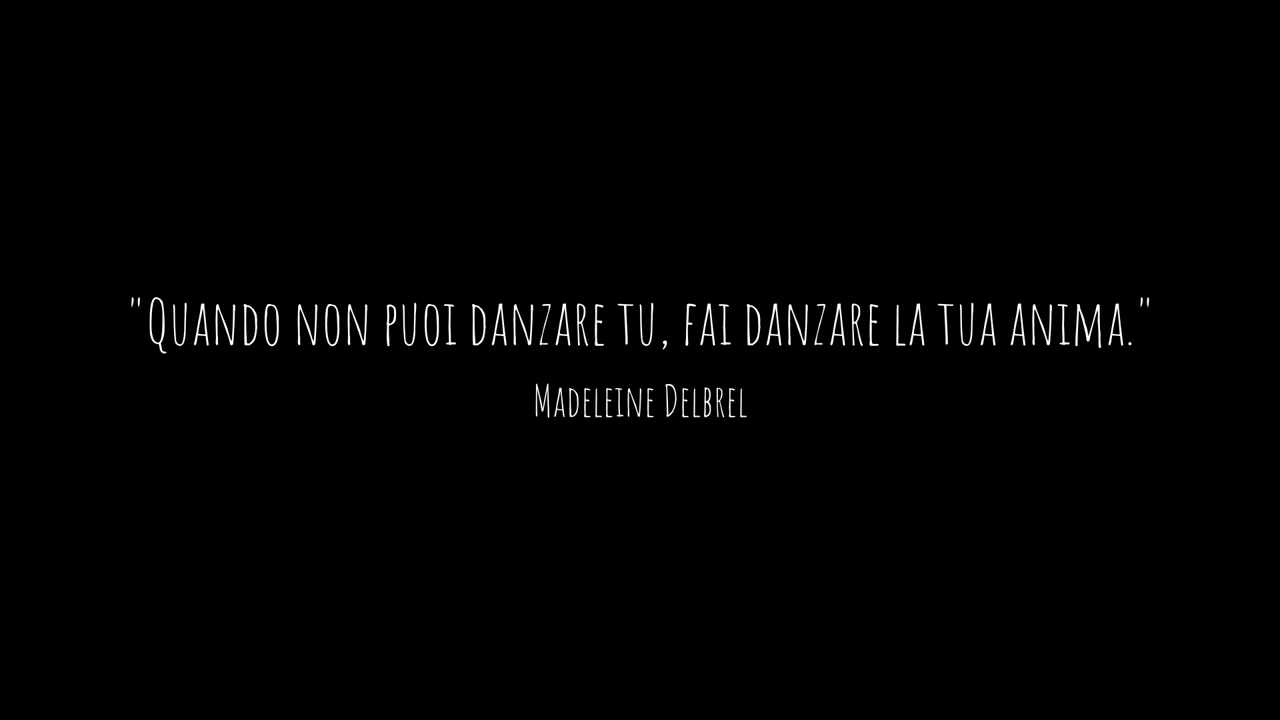 "Quando non puoi danzare tu, fai danzare la tua anima."
Madeleine Delbrel